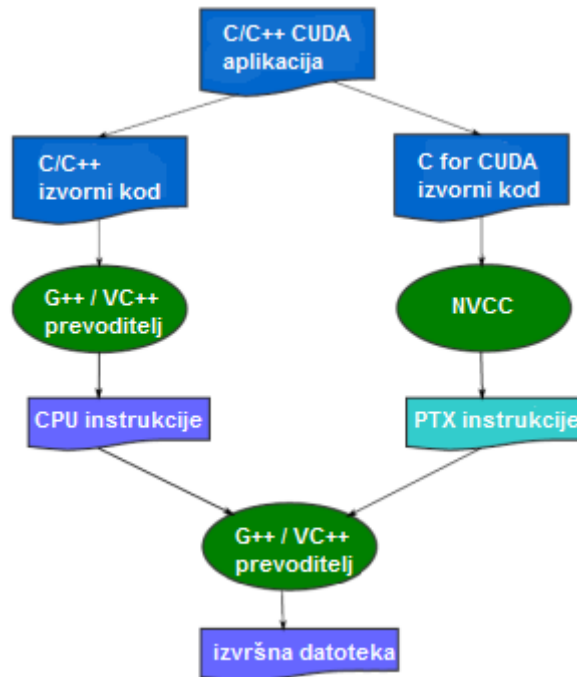 C/C++ CUDA
aplikacija
C/C++
izvorni kod
C for CUDA
izvorni kod
G++ / VC++
prevoditelj
NVCC
CPU instrukcije
PTX instrukcije
G++ / VC++
prevoditelj
izvršna datoteka